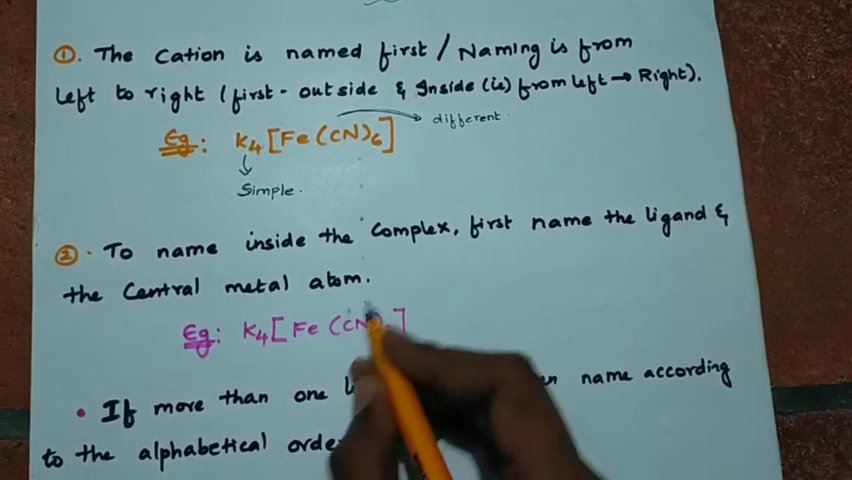 ① . The Cation is named first / Naming is from
left to right (first - outside & Inside (ie) from left → Right).
Eg : K₄[Fe(CN)₆] → different.
↓
Simple.
② . To name inside the Complex, first name the ligand &
the Central metal atom.
Eg: K₄[Fe(CN)
• If more than one name according
to the alphabetical order